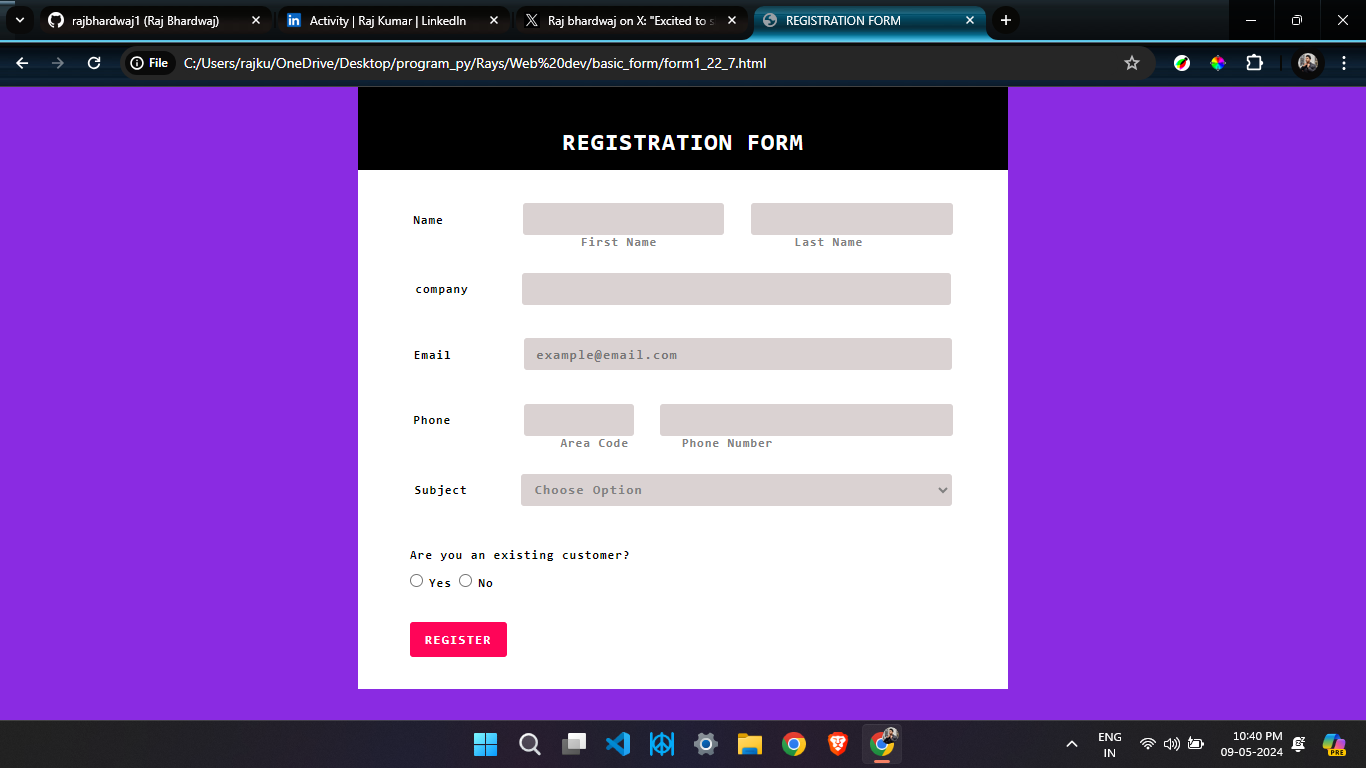 rajbhardwaj1 (Raj Bhardwaj)
Activity | Raj Kumar | LinkedIn
Raj bhardwaj on X: "Excited to s
REGISTRATION FORM
File
C:/Users/rajku/OneDrive/Desktop/program_py/Rays/Web%20dev/basic_form/form1_22_7.html
REGISTRATION FORM
Name
First Name
Last Name
company
Email
example@email.com
Phone
Area Code
Phone Number
Subject
Choose Option
Are you an existing customer?
Yes No
REGISTER
ENG
IN
10:40 PM
09-05-2024
PRE